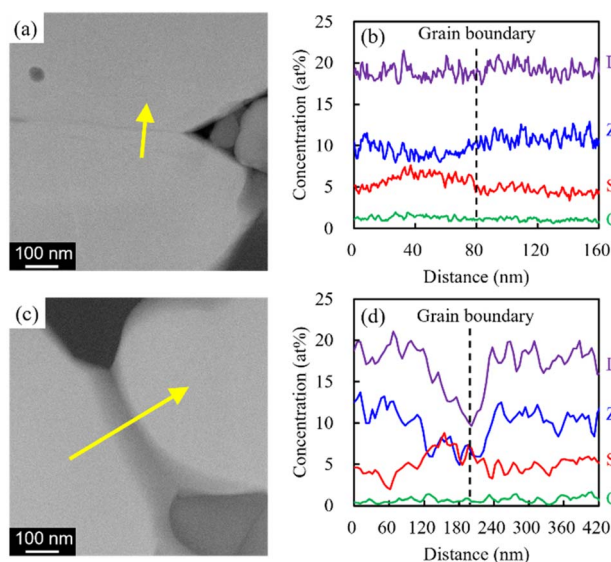 (a)
100 nm
(b)
Grain boundary
Concentration (at%)
25
20
15
10
5
0
0 40 80 120 160
Distance (nm)
(c)
100 nm
(d)
Grain boundary
Concentration (at%)
25
20
15
10
5
0
0 60 120 180 240 300 360 420
Distance (nm)